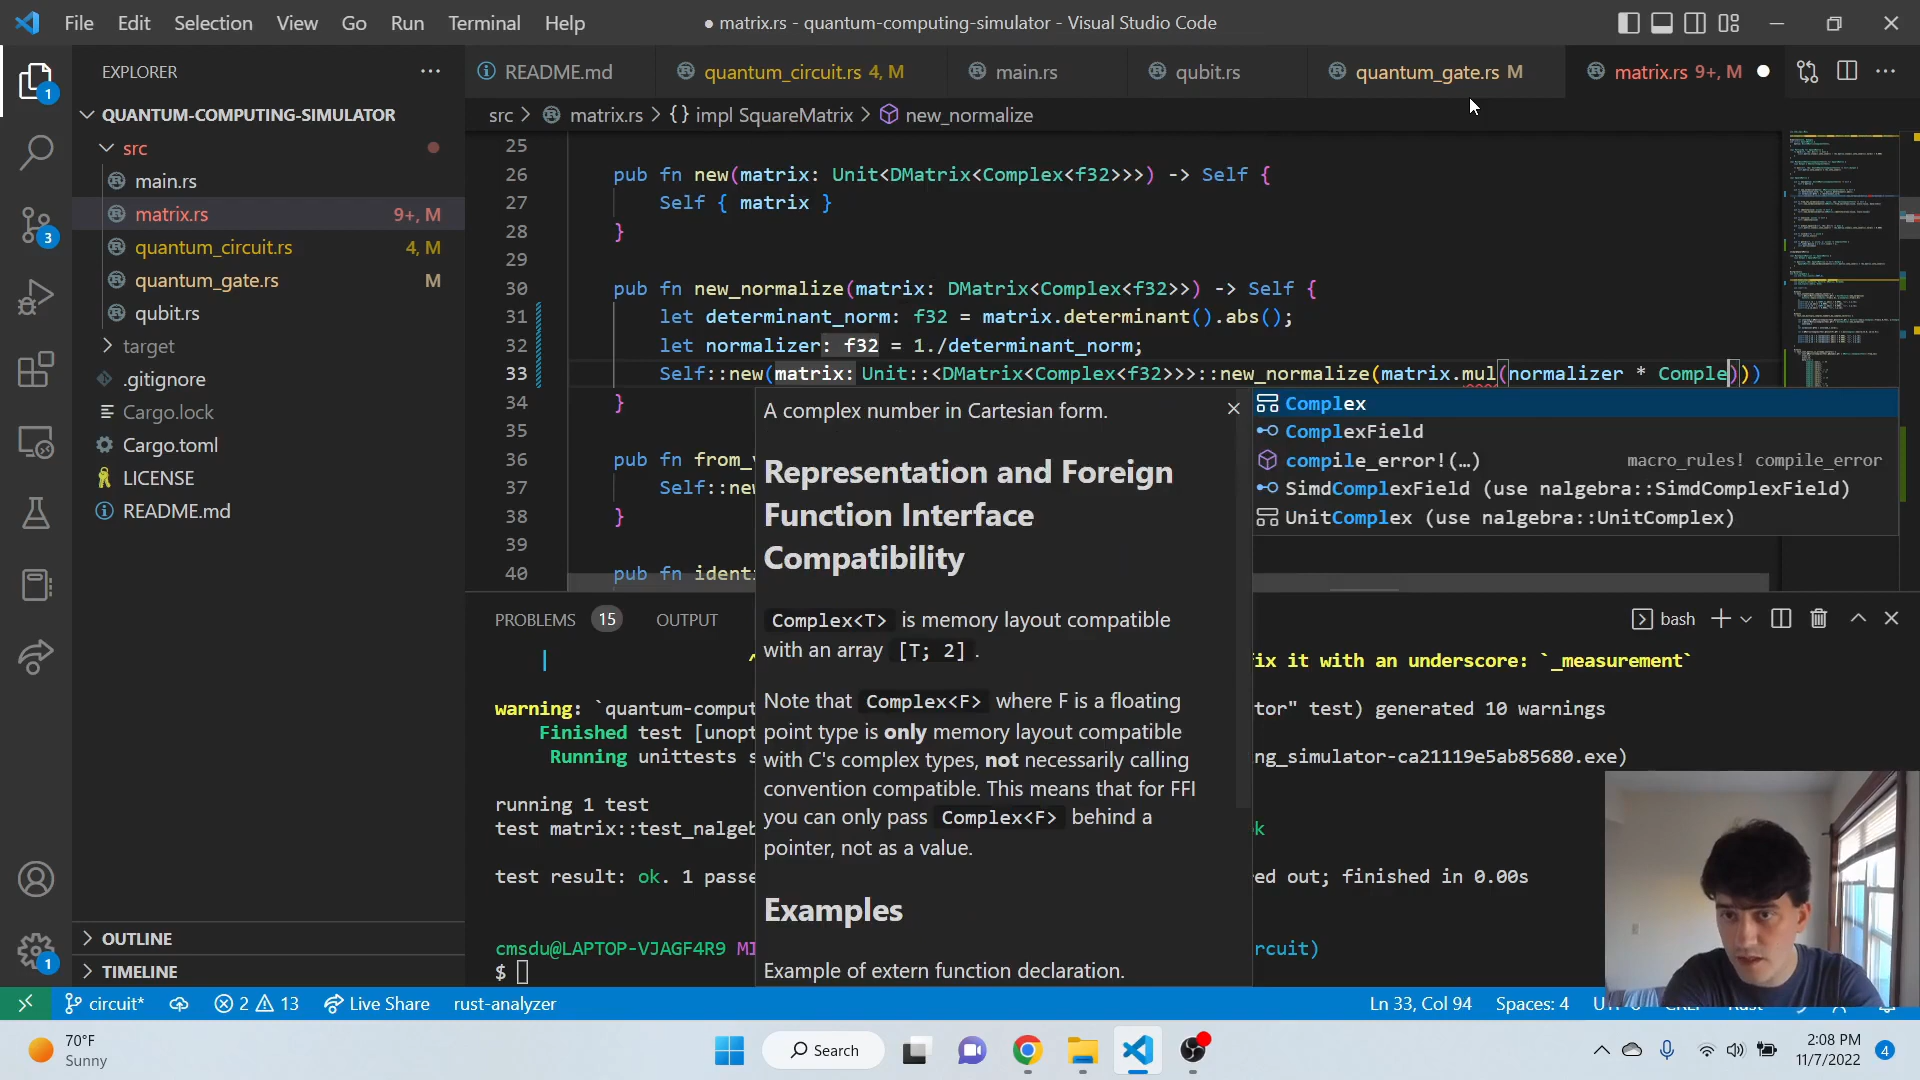 File Edit Selection View Go Run Terminal Help
● matrix.rs - quantum-computing-simulator - Visual Studio Code
EXPLORER
README.md
quantum_circuit.rs 4, M
main.rs
qubit.rs
quantum_gate.rs M
matrix.rs 9+, M
1
QUANTUM-COMPUTING-SIMULATOR
src > matrix.rs > {} impl SquareMatrix > new_normalize
src
main.rs
matrix.rs 9+, M
quantum_circuit.rs 4, M
quantum_gate.rs M
qubit.rs
target
.gitignore
Cargo.lock
Cargo.toml
LICENSE
README.md
3
25
26 pub fn new(matrix: Unit<DMatrix<Complex<f32>>>) -> Self {
27 Self { matrix }
28 }
29
30 pub fn new_normalize(matrix: DMatrix<Complex<f32>>) -> Self {
31 let determinant_norm: f32 = matrix.determinant().abs();
32 let normalizer: f32 = 1./determinant_norm;
33 Self::new(matrix: Unit::<DMatrix<Complex<f32>>>::new_normalize(matrix.mul(normalizer * Comple)))
34 }
35
36 pub fn from_
37 Self::ne
38 }
39
40 pub fn identi
A complex number in Cartesian form.
Representation and Foreign
Function Interface
Compatibility
Complex<T> is memory layout compatible
with an array [T; 2] .
Note that Complex<F> where F is a floating
point type is only memory layout compatible
with C's complex types, not necessarily calling
convention compatible. This means that for FFI
you can only pass Complex<F> behind a
pointer, not as a value.
Examples
Example of extern function declaration.
Complex
ComplexField
compile_error!(…) macro_rules! compile_error
SimdComplexField (use nalgebra::SimdComplexField)
UnitComplex (use nalgebra::UnitComplex)
PROBLEMS 15 OUTPUT
bash
fix it with an underscore: `_measurement`
warning: `quantum-comput
tor" test) generated 10 warnings
Finished test [unop
Running unittests s
ng_simulator-ca21119e5ab85680.exe)
running 1 test
test matrix::test_nalgeb
ok
test result: ok. 1 passe
ed out; finished in 0.00s
cmsdu@LAPTOP-VJAGF4R9 MI
rcuit)
$
OUTLINE
TIMELINE
1
circuit* 2 13 Live Share rust-analyzer
Ln 33, Col 94 Spaces: 4
70°F
Sunny
Search
2:08 PM
11/7/2022
4